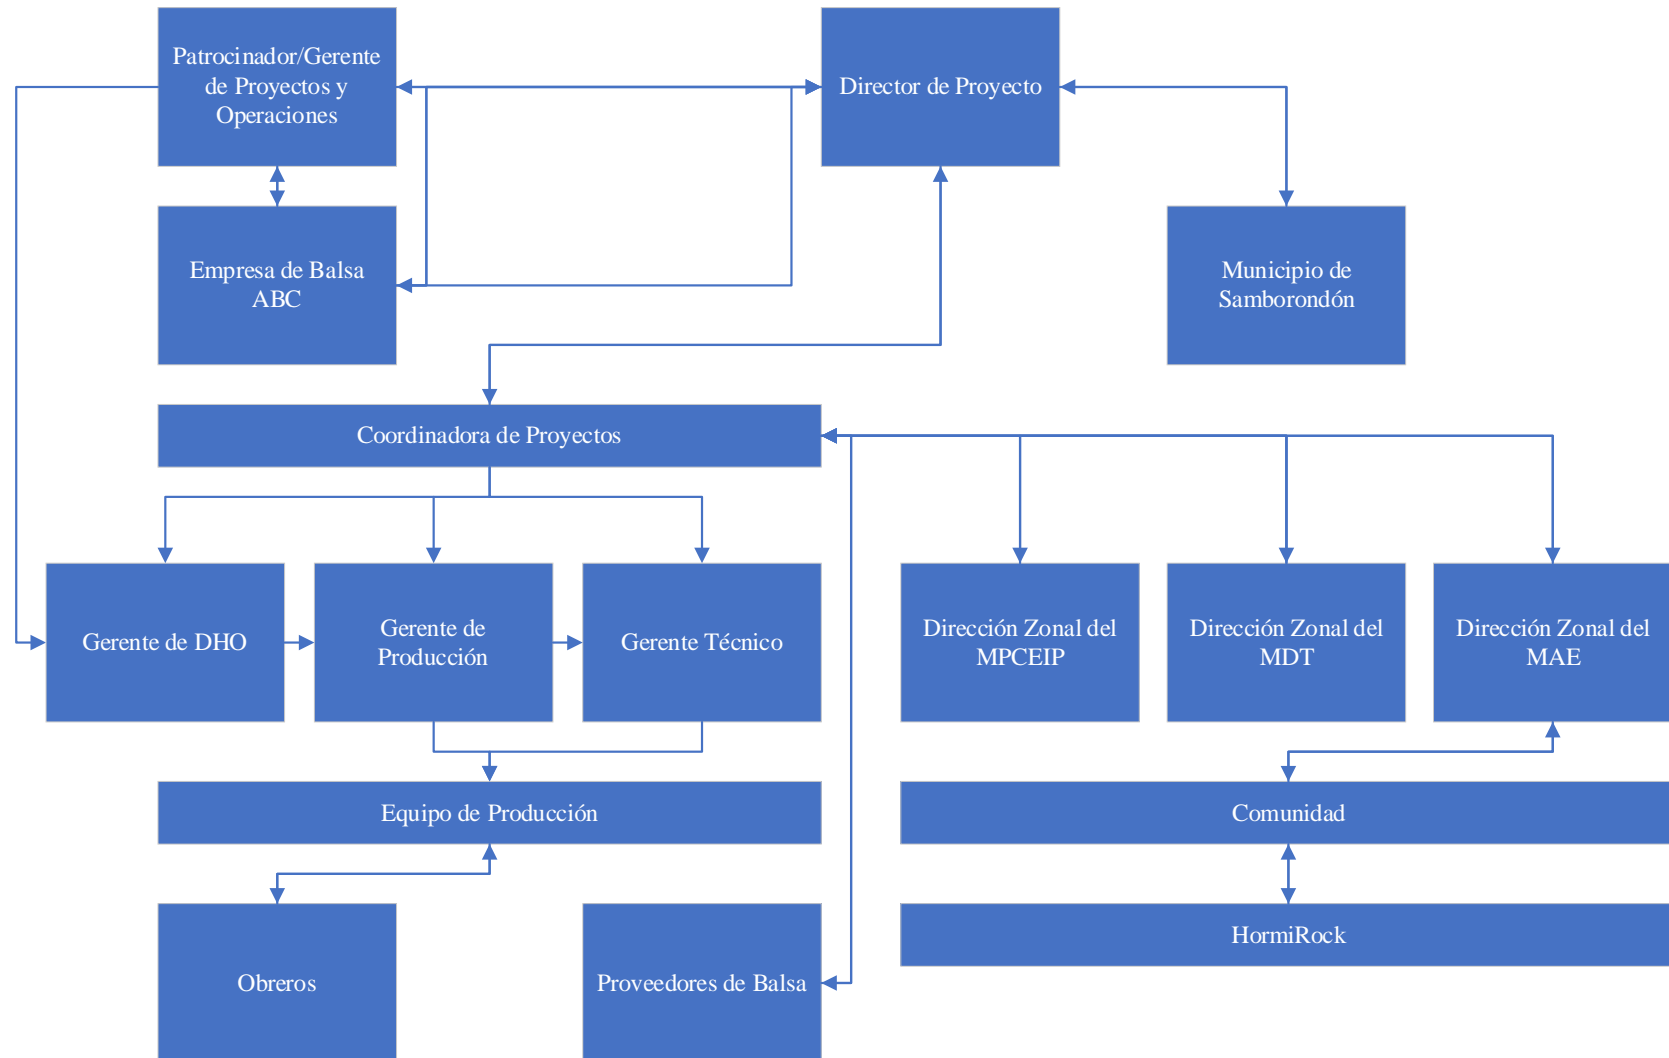 Patrocinador/Gerente
de Proyectos y
Operaciones
Director de Proyecto
Empresa de Balsa
ABC
Municipio de
Samborondón
Coordinadora de Proyectos
Gerente de DHO
Gerente de
Producción
Gerente Técnico
Dirección Zonal del
MPCEIP
Dirección Zonal del
MDT
Dirección Zonal del
MAE
Equipo de Producción
Comunidad
Obreros
Proveedores de Balsa
HormiRock